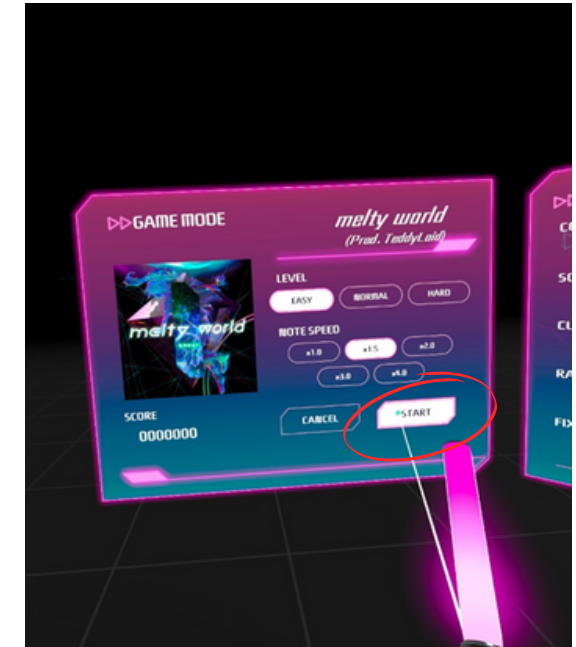 ▷▷GAME MODE
melty world
(Prod. TeddyLoid)
melty world
LEVEL
EASY
NORMAL
HARD
NOTE SPEED
x1.0
x1.5
x2.0
x3.0
x4.0
SCORE
0000000
CANCEL
START